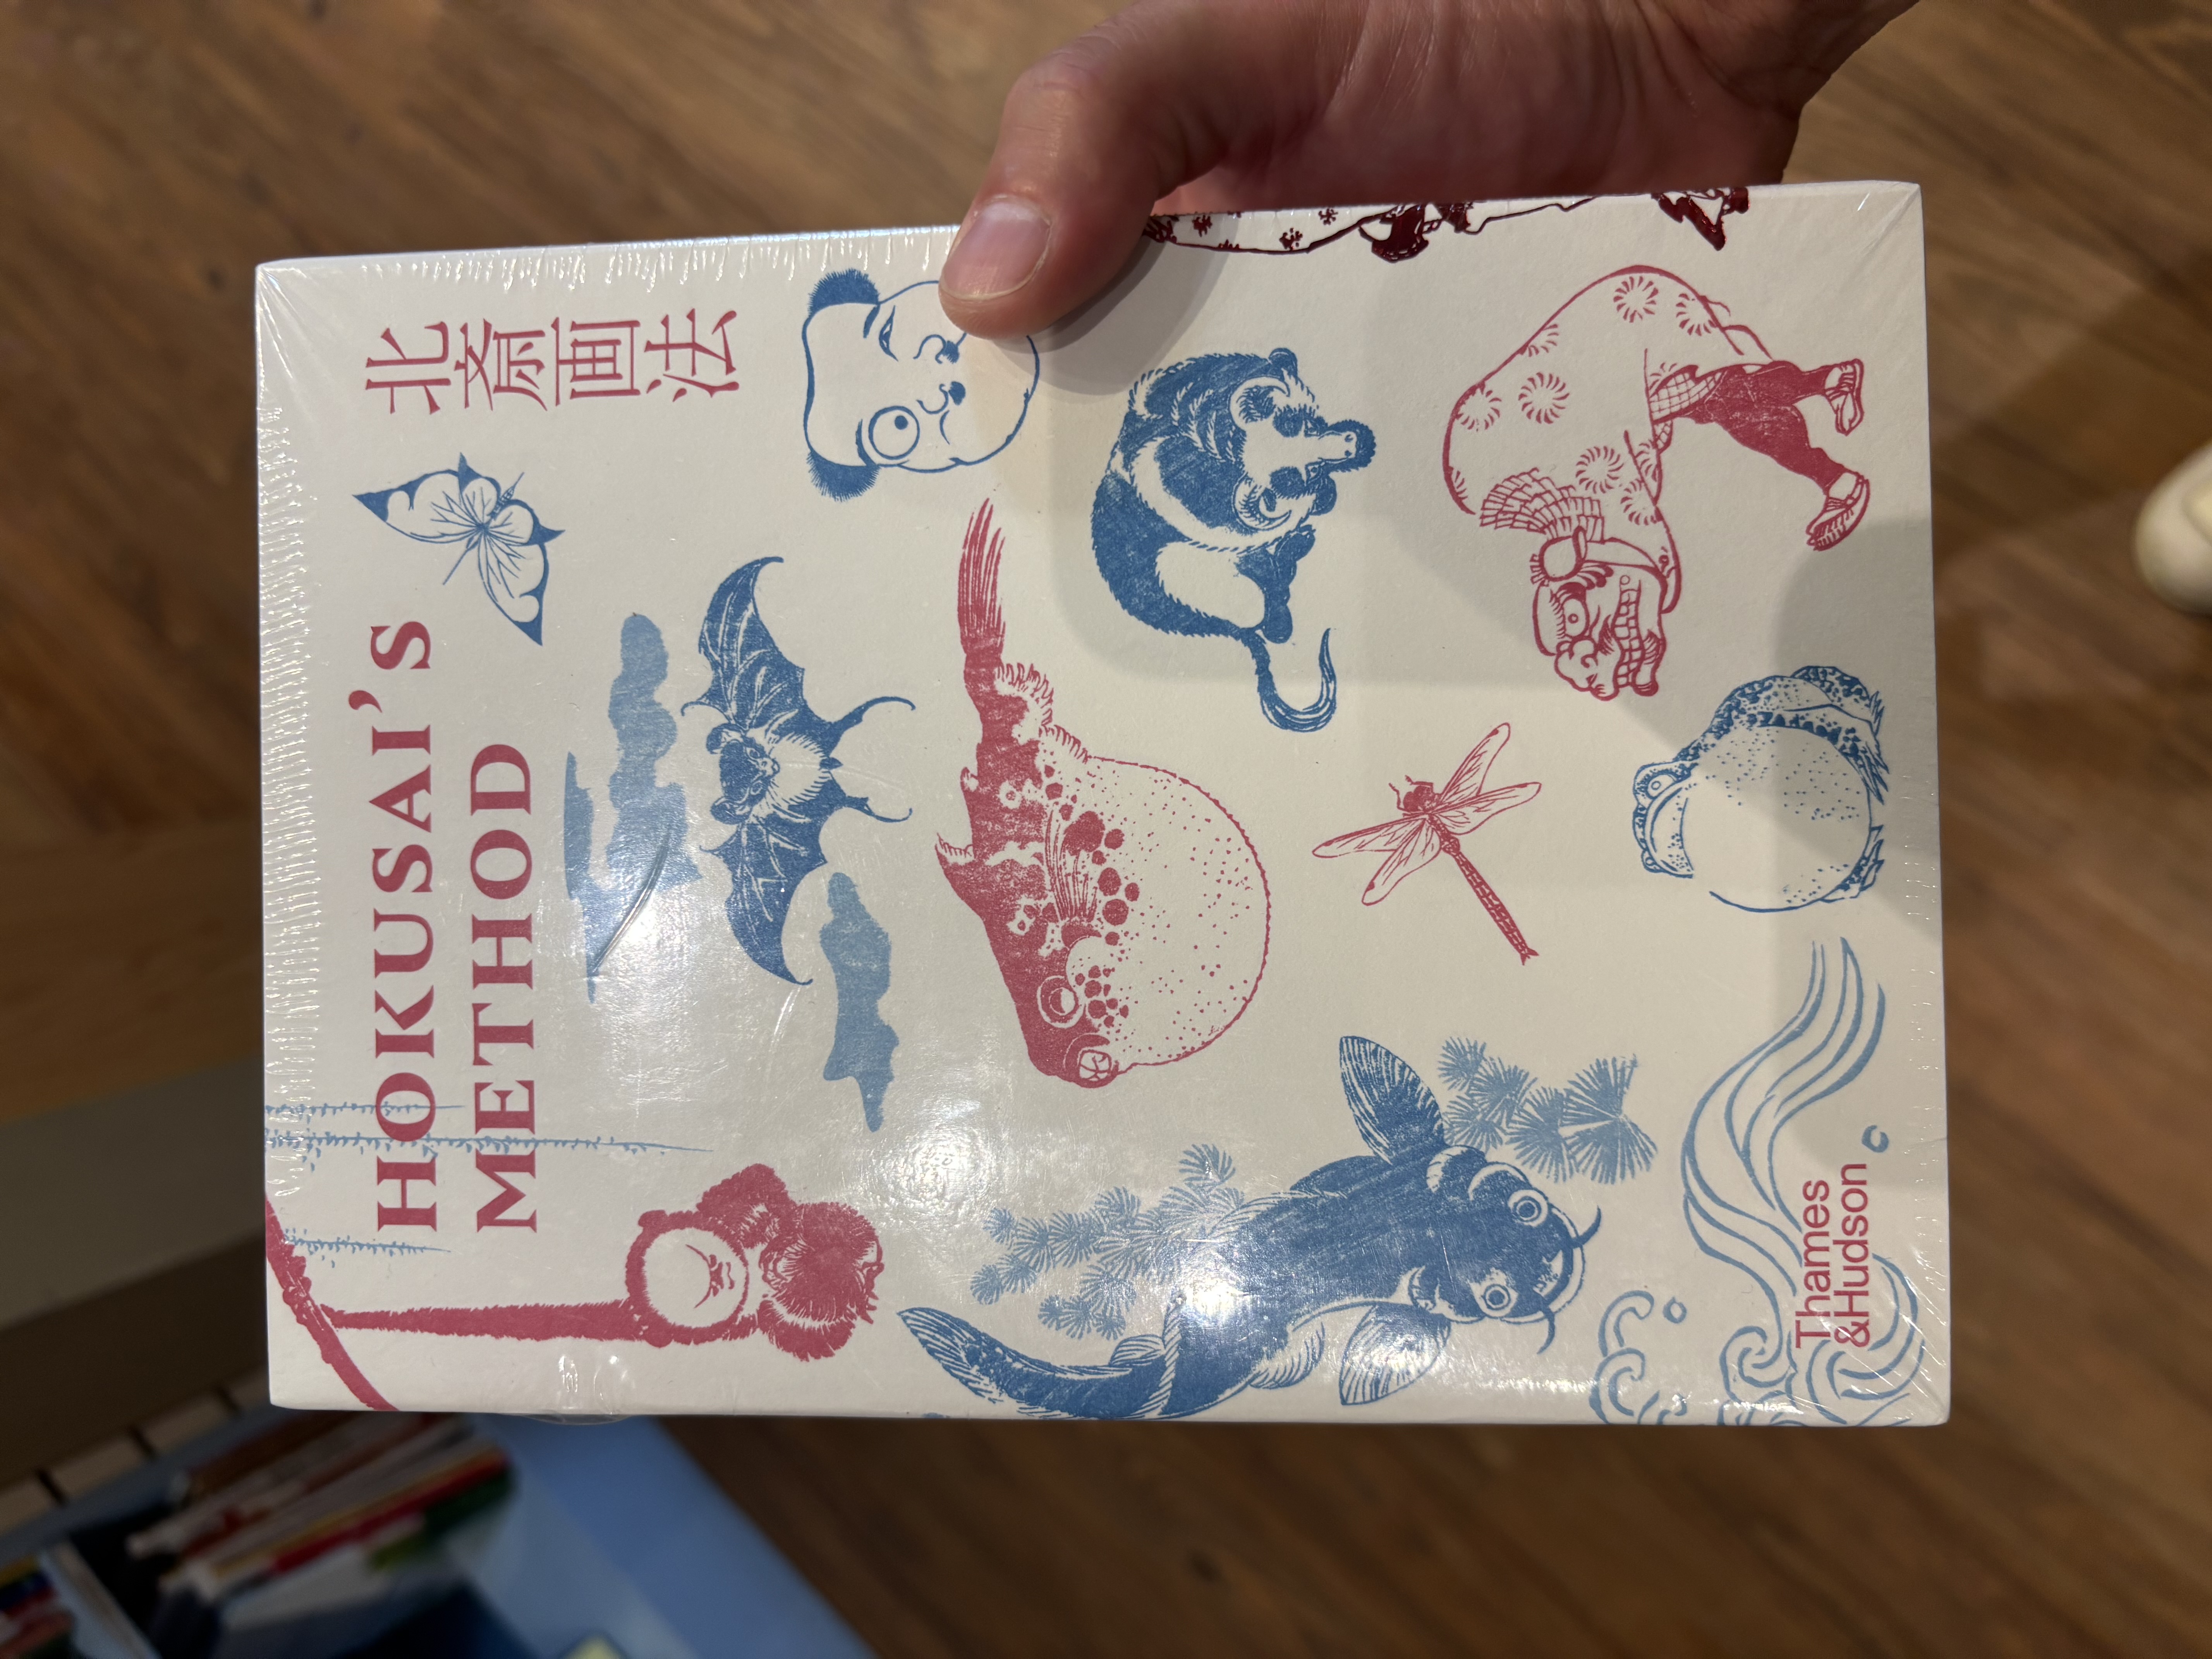 HOKUSAI'S
METHOD
北斎画法
Thames
&Hudson